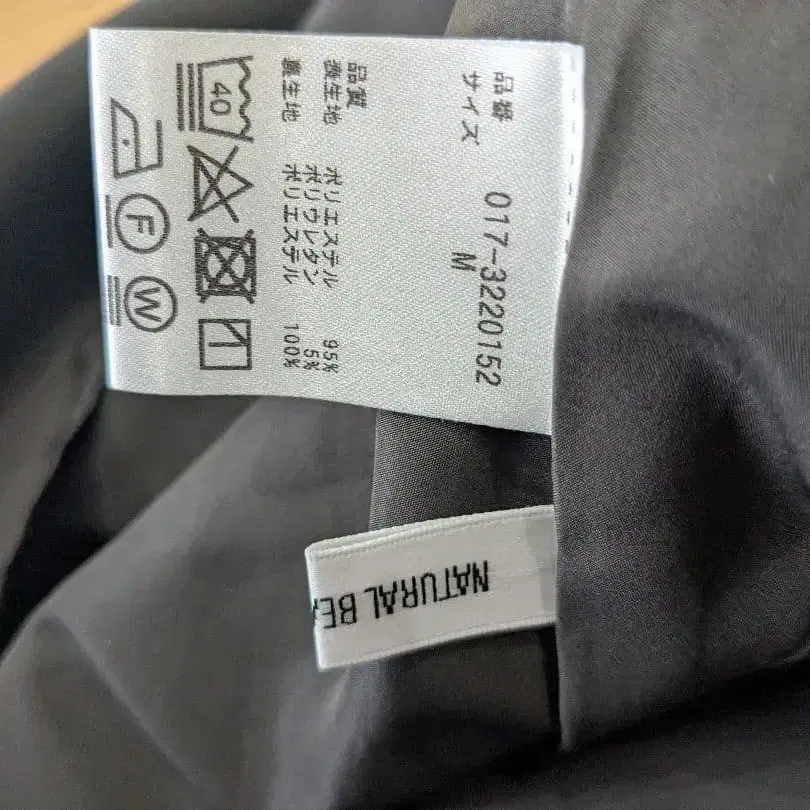 品番 017-3220152
サイズ M
品質
表生地 ポリエステル 95%
ポリウレタン 5%
裏生地 ポリエステル 100%
40
F
W
NATURAL BE